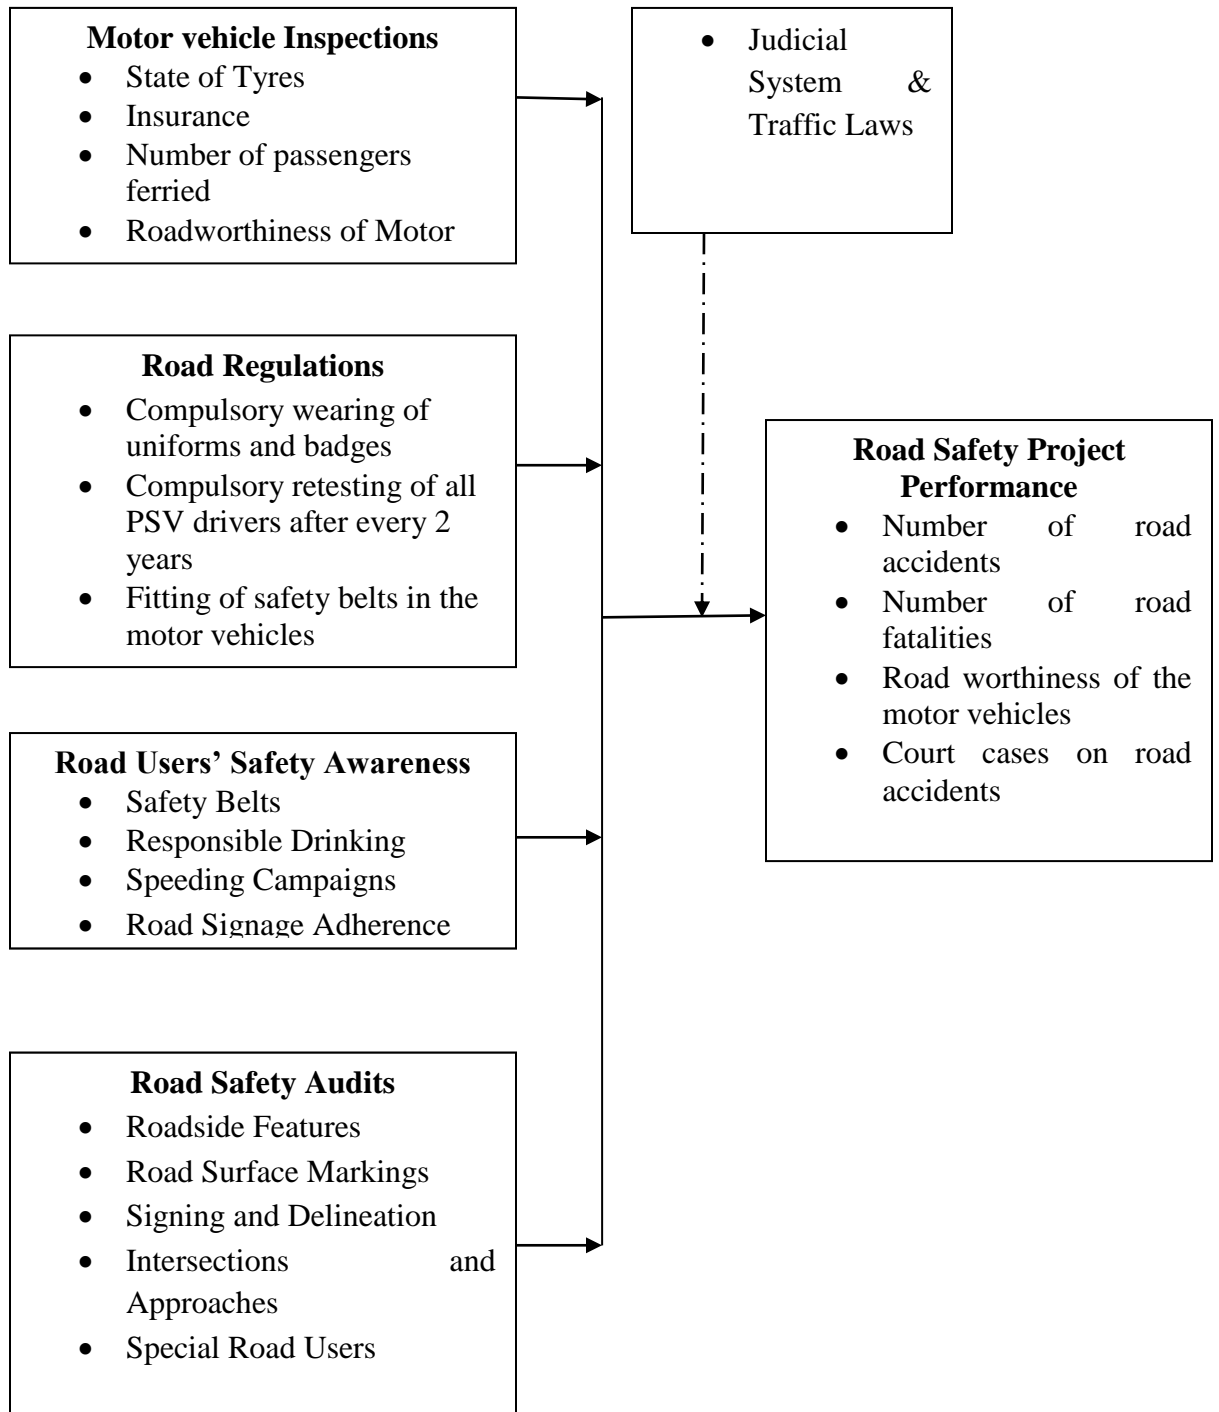 Motor vehicle Inspections
• State of Tyres
• Insurance
• Number of passengers
ferried
• Roadworthiness of Motor
• Judicial
System &
Traffic Laws
Road Regulations
• Compulsory wearing of
uniforms and badges
• Compulsory retesting of all
PSV drivers after every 2
years
• Fitting of safety belts in the
motor vehicles
Road Safety Project
Performance
• Number of road
accidents
• Number of road
fatalities
• Road worthiness of the
motor vehicles
• Court cases on road
accidents
Road Users’ Safety Awareness
• Safety Belts
• Responsible Drinking
• Speeding Campaigns
• Road Signage Adherence
Road Safety Audits
• Roadside Features
• Road Surface Markings
• Signing and Delineation
• Intersections and
Approaches
• Special Road Users